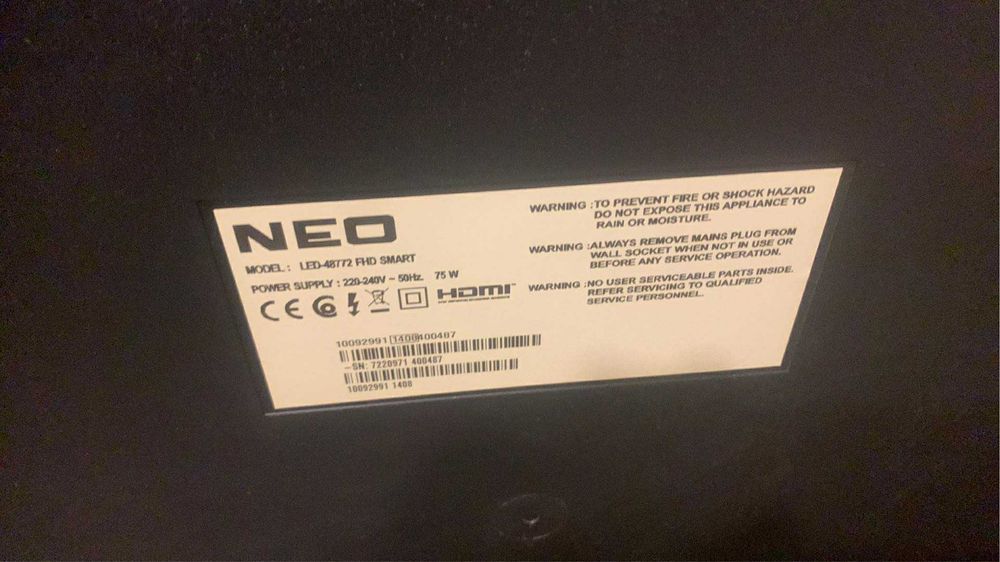 NEO
MODEL : LED-48772 FHD SMART
POWER SUPPLY : 220-240V ~ 50Hz. 75 W
HDMI
10092991 1408 400487
-SN: 7220971 400487
10092991 1408
WARNING :TO PREVENT FIRE OR SHOCK HAZARD
DO NOT EXPOSE THIS APPLIANCE TO
RAIN OR MOISTURE.
WARNING :ALWAYS REMOVE MAINS PLUG FROM
WALL SOCKET WHEN NOT IN USE OR
BEFORE ANY SERVICE OPERATION.
WARNING :NO USER SERVICEABLE PARTS INSIDE.
REFER SERVICING TO QUALIFIED
SERVICE PERSONNEL.